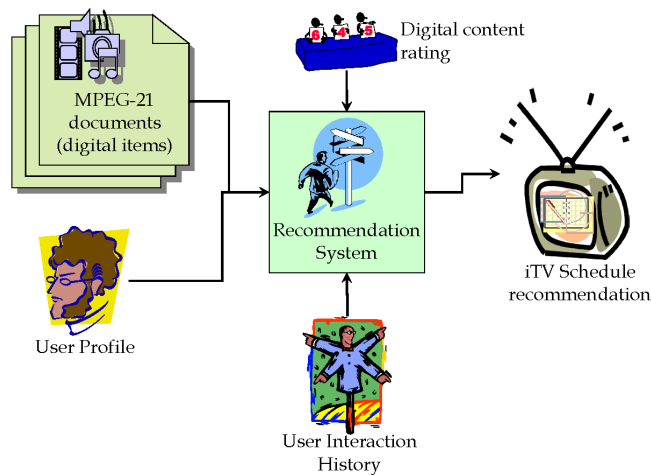 MPEG-21
documents
(digital items)
6 4 5
Digital content
rating
Recommendation
System
iTV Schedule
recommendation
User Profile
User Interaction
History